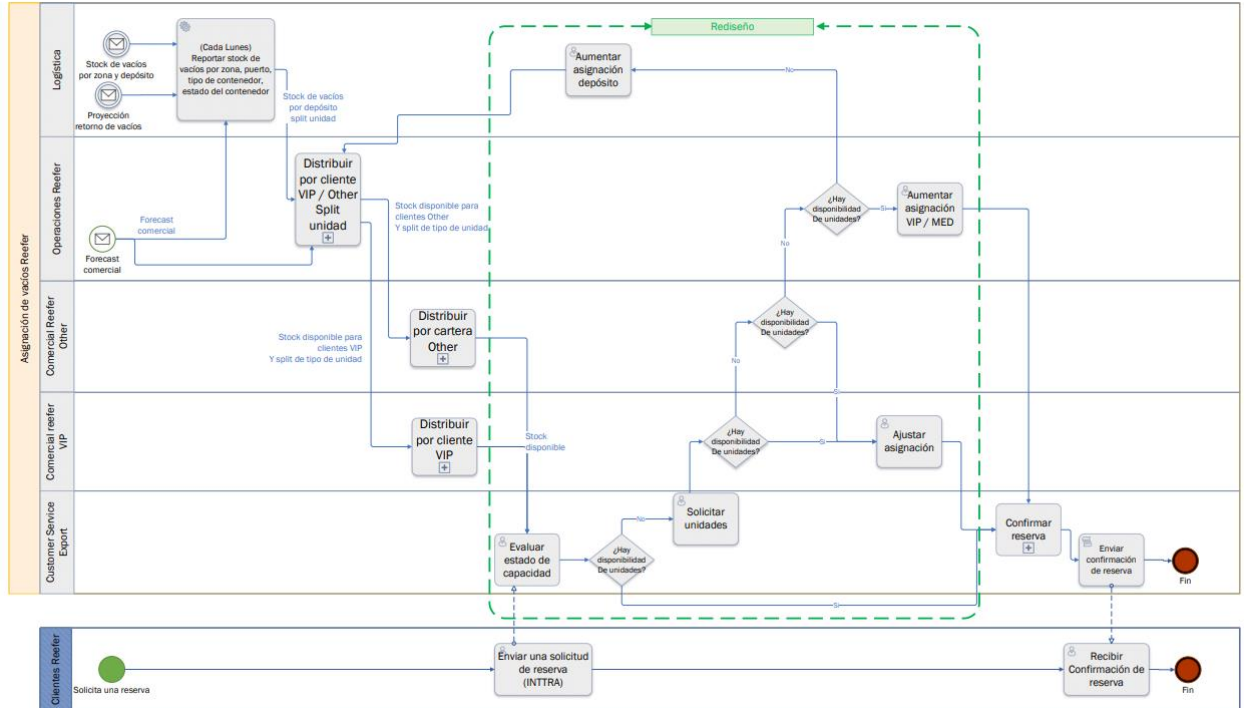 Asignación de vacíos Reefer
Logística
Stock de vacíos
por zona y depósito
Proyección
retorno de vacíos
(Cada Lunes)
Reportar stock de
vacíos por zona, puerto,
tipo de contenedor,
estado del contenedor
Stock de vacíos
por depósito
split unidad
Rediseño
Aumentar
asignación
depósito
No
Operaciones Reefer
Forecast
comercial
Forecast
comercial
Distribuir
por cliente
VIP / Other
Split
unidad
Stock disponible para
clientes Other
Y split de tipo de unidad
¿Hay
disponibilidad
De unidades?
Si
Aumentar
asignación
VIP / MED
No
Comercial Reefer
Other
Stock disponible para
clientes VIP
Y split de tipo de unidad
Distribuir
por cartera
Other
¿Hay
disponibilidad
De unidades?
No
Si
Comercial reefer
VIP
Distribuir
por cliente
VIP
Stock
disponible
¿Hay
disponibilidad
De unidades?
Si
Ajustar
asignación
Customer Service
Export
Evaluar
estado de
capacidad
¿Hay
disponibilidad
De unidades?
No
Solicitar
unidades
Si
Confirmar
reserva
Enviar
confirmación
de reserva
Fin
Clientes Reefer
Solicita una reserva
Enviar una solicitud
de reserva
(INTTRA)
Recibir
Confirmación de
reserva
Fin